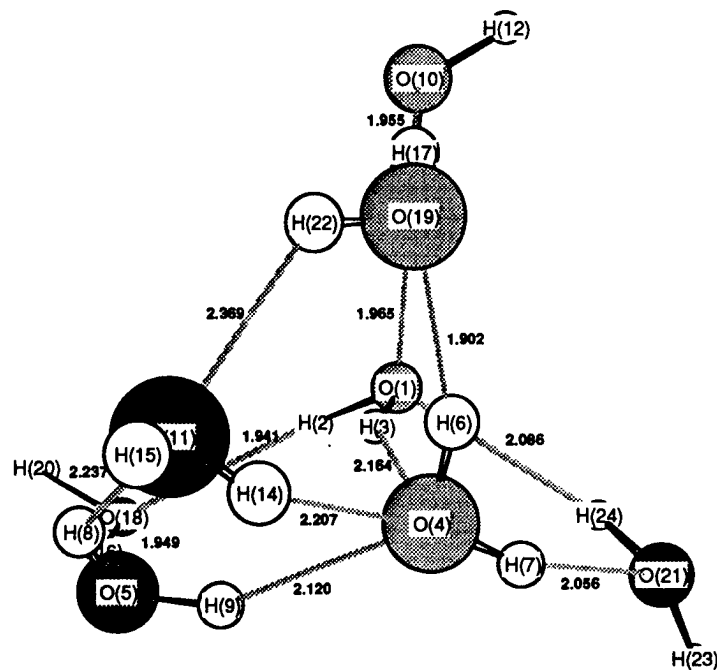 H(12)
O(10)
1.955
H(17)
O(19)
H(22)
2.369
1.965
1.902
O(1)
H(2)
H(3)
H(6)
(11)
1.941
H(15)
2.086
H(20)
2.237
2.164
H(14)
2.207
O(18)
H(24)
H(8)
1.949
O(4)
6)
H(7)
O(21)
O(5)
2.120
2.056
H(9)
H(23)